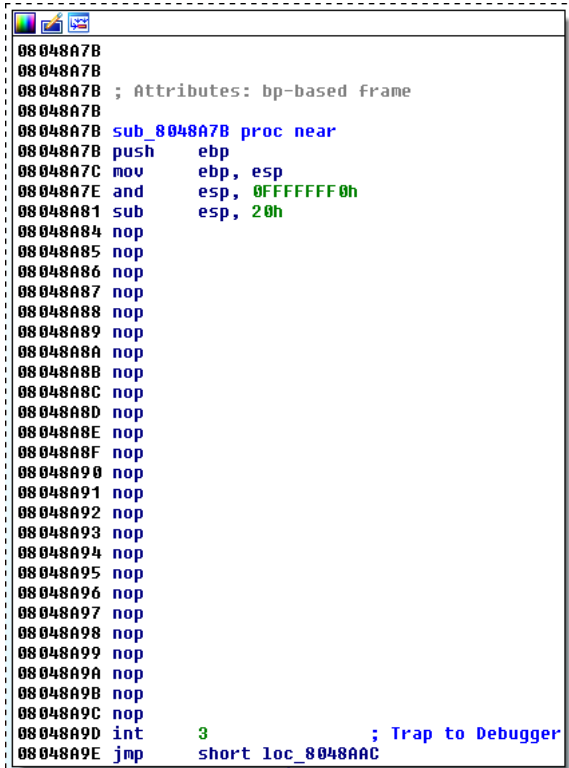 08048A7B
08048A7B
08048A7B ; Attributes: bp-based frame
08048A7B
08048A7B sub_8048A7B proc near
08048A7B push    ebp
08048A7C mov     ebp, esp
08048A7E and     esp, 0FFFFFFF0h
08048A81 sub     esp, 20h
08048A84 nop
08048A85 nop
08048A86 nop
08048A87 nop
08048A88 nop
08048A89 nop
08048A8A nop
08048A8B nop
08048A8C nop
08048A8D nop
08048A8E nop
08048A8F nop
08048A90 nop
08048A91 nop
08048A92 nop
08048A93 nop
08048A94 nop
08048A95 nop
08048A96 nop
08048A97 nop
08048A98 nop
08048A99 nop
08048A9A nop
08048A9B nop
08048A9C nop
08048A9D int     3               ; Trap to Debugger
08048A9E jmp     short loc_8048AAC